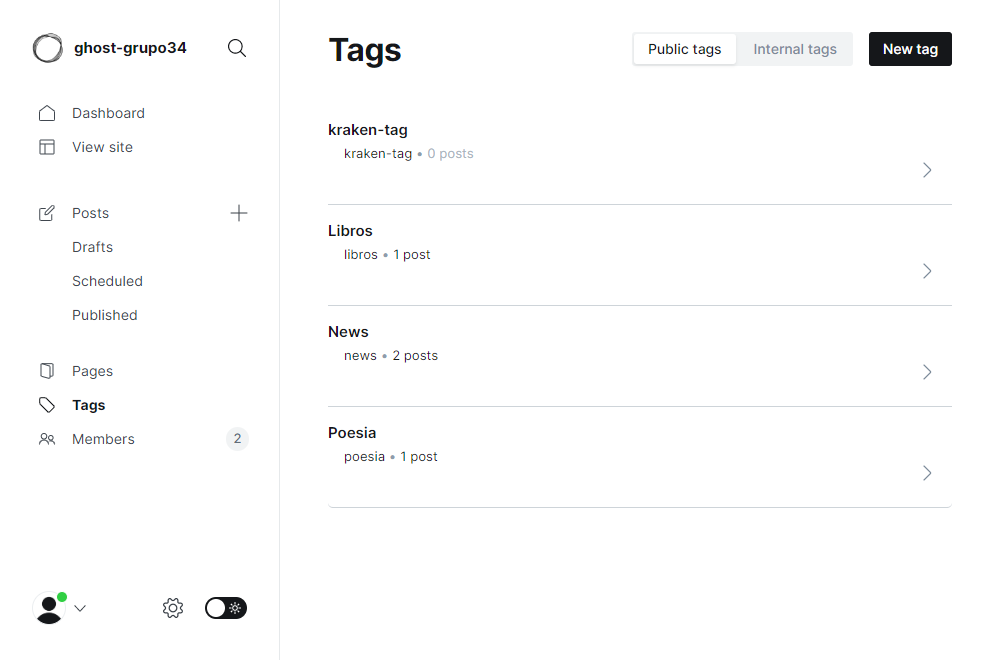 ghost-grupo34
Dashboard
View site
Posts
Drafts
Scheduled
Published
Pages
Tags
Members 2
Tags
Public tags Internal tags New tag
kraken-tag
kraken-tag • 0 posts
Libros
libros • 1 post
News
news • 2 posts
Poesia
poesia • 1 post